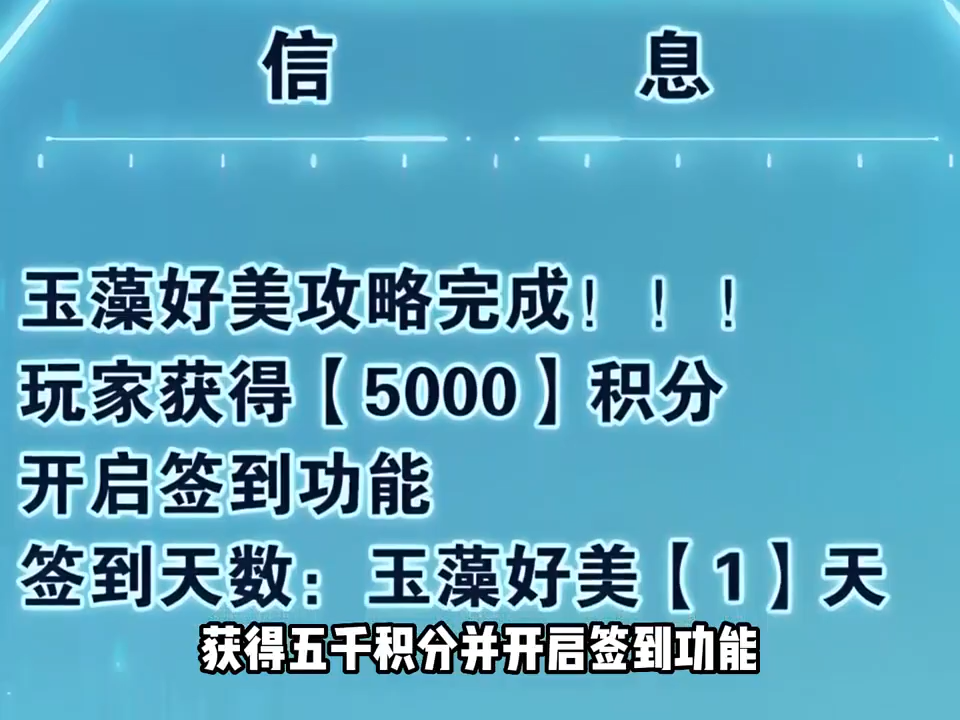 信 息
玉藻好美攻略完成！！！
玩家获得【5000】积分
开启签到功能
签到天数：玉藻好美【1】天
获得五千积分并开启签到功能